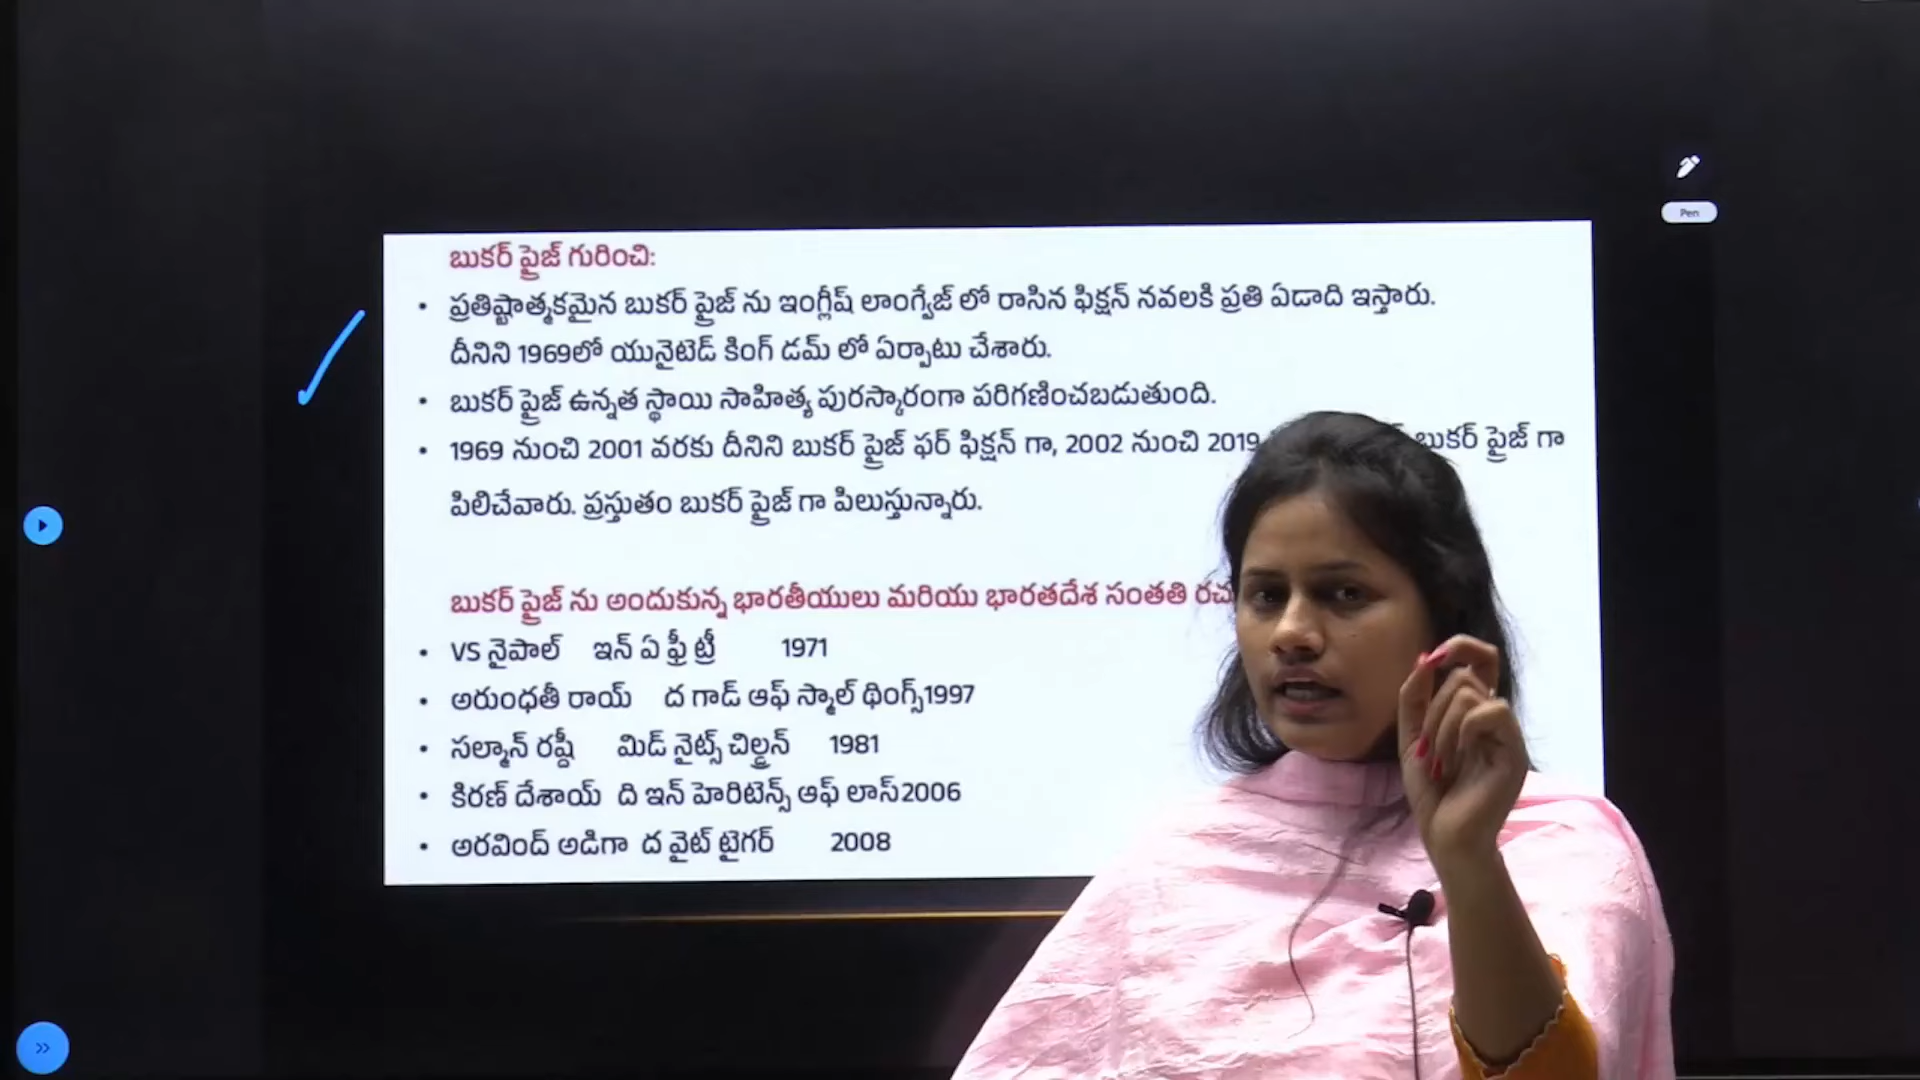 Pen
బుకర్ ప్రైజ్ గురించి:
• ప్రతిష్టాత్మకమైన బుకర్ ప్రైజ్ ను ఇంగ్లీష్ లాంగ్వేజ్ లో రాసిన ఫిక్షన్ నవలకి ప్రతి ఏడాది ఇస్తారు.
దీనిని 1969లో యునైటెడ్ కింగ్ డమ్ లో ఏర్పాటు చేశారు.
• బుకర్ ప్రైజ్ ఉన్నత స్థాయి సాహిత్య పురస్కారంగా పరిగణించబడుతుంది.
• 1969 నుంచి 2001 వరకు దీనిని బుకర్ ప్రైజ్ ఫర్ ఫిక్షన్ గా, 2002 నుంచి 2019 బుకర్ ప్రైజ్ గా
పిలిచేవారు. ప్రస్తుతం బుకర్ ప్రైజ్ గా పిలుస్తున్నారు.
బుకర్ ప్రైజ్ ను అందుకున్న భారతీయులు మరియు భారతదేశ సంతతి
• VS నైపాల్ ఇన్ ఏ ఫ్రీ ట్రీ 1971
• అరుంధతీ రాయ్ ద గాడ్ ఆఫ్ స్మాల్ థింగ్స్1997
• సల్మాన్ రష్దీ మిడ్ నైట్స్ చిల్డ్రన్ 1981
• కిరణ్ దేశాయ్ ది ఇన్ హెరిటెన్స్ ఆఫ్ లాస్2006
• అరవింద్ అడిగా ద వైట్ టైగర్ 2008